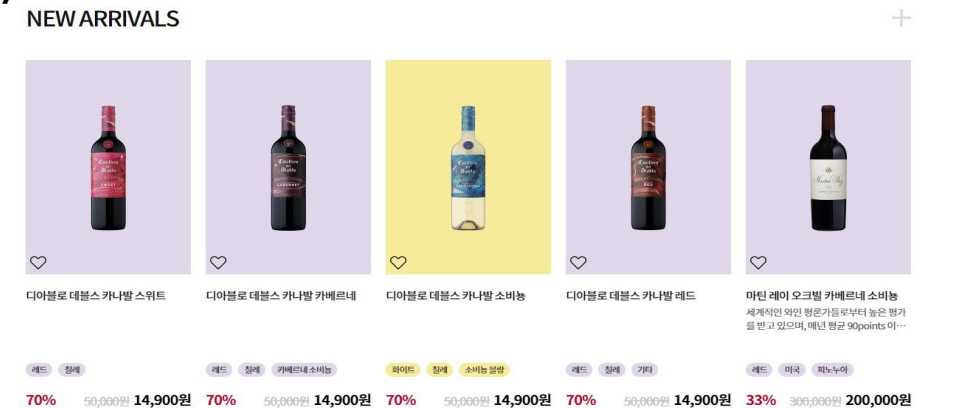 NEW ARRIVALS
디아블로 데블스 카나발 스위트
디아블로 데블스 카나발 카베르네
디아블로 데블스 카나발 소비뇽
디아블로 데블스 카나발 레드
마틴 레이 오크빌 카베르네 소비뇽
세계적인 와인 평론가들로부터 높은 평가
를 받고 있으며, 매년 평균 90points 이…
레드 칠레
레드 칠레 카베르네 소비뇽
화이트 칠레 소비뇽 블랑
레드 칠레 기타
레드 미국 피노누아
70% 50,000원 14,900원
70% 50,000원 14,900원
70% 50,000원 14,900원
70% 50,000원 14,900원
33% 300,000원 200,000원